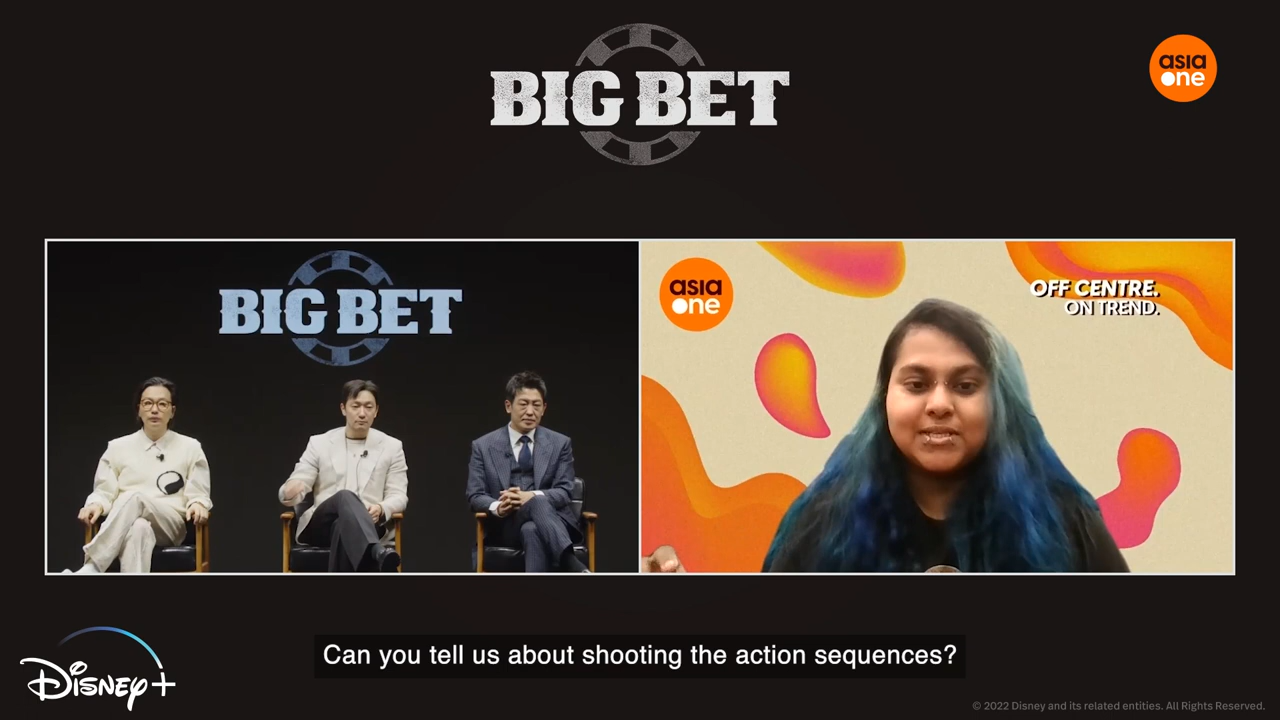 BIG BET
asia
one
BIG BET
asia
one
OFF CENTRE.
ON TREND.
Can you tell us about shooting the action sequences?
Disney+
© 2022 Disney and its related entities. All Rights Reserved.